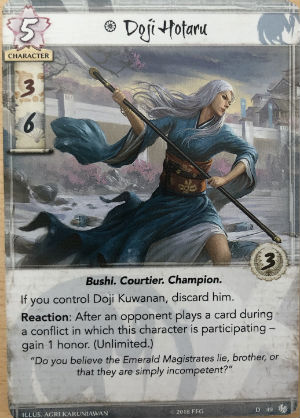 5
Doji Hotaru
CHARACTER
3
6
3
Bushi. Courtier. Champion.
If you control Doji Kuwanan, discard him.
Reaction: After an opponent plays a card during
a conflict in which this character is participating –
gain 1 honor. (Unlimited.)
“Do you believe the Emerald Magistrates lie, brother, or
that they are simply incompetent?”
ILLUS. AGRI KARUNIAWAN
©2018 FFG
D 49